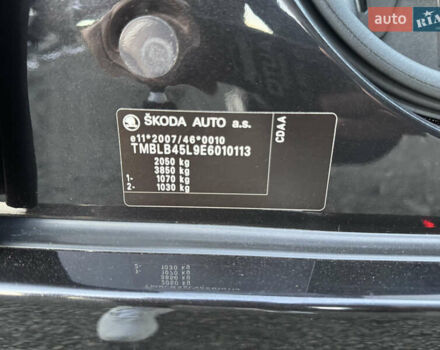 auto RIA
ŠKODA AUTO a.s.
e11*2007/46*0010
TMBLB45L9E6010113
2050 kg
3850 kg
1- 1070 kg
2- 1030 kg
CDAA